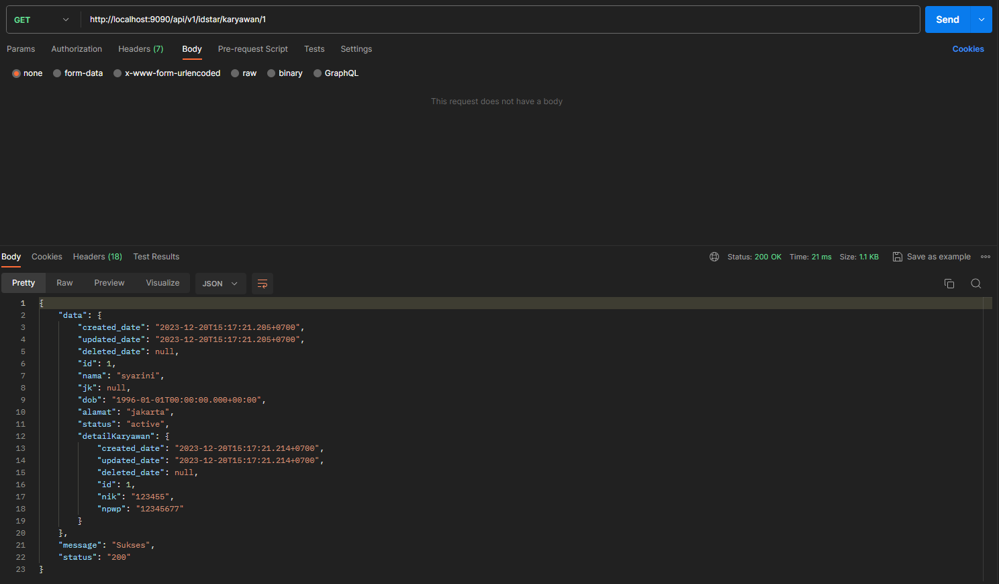 GET http://localhost:9090/api/v1/idstar/karyawan/1 Send
Params Authorization Headers (7) Body Pre-request Script Tests Settings Cookies
none form-data x-www-form-urlencoded raw binary GraphQL
This request does not have a body
Body Cookies Headers (18) Test Results Status: 200 OK Time: 21 ms Size: 1.1 KB Save as example
Pretty Raw Preview Visualize JSON
1 {
2 "data": {
3 "created_date": "2023-12-20T15:17:21.205+0700",
4 "updated_date": "2023-12-20T15:17:21.205+0700",
5 "deleted_date": null,
6 "id": 1,
7 "nama": "syarini",
8 "jk": null,
9 "dob": "1996-01-01T00:00:00.000+00:00",
10 "alamat": "jakarta",
11 "status": "active",
12 "detailKaryawan": {
13 "created_date": "2023-12-20T15:17:21.214+0700",
14 "updated_date": "2023-12-20T15:17:21.214+0700",
15 "deleted_date": null,
16 "id": 1,
17 "nik": "123455",
18 "npwp": "12345677"
19 }
20 },
21 "message": "Sukses",
22 "status": "200"
23 }